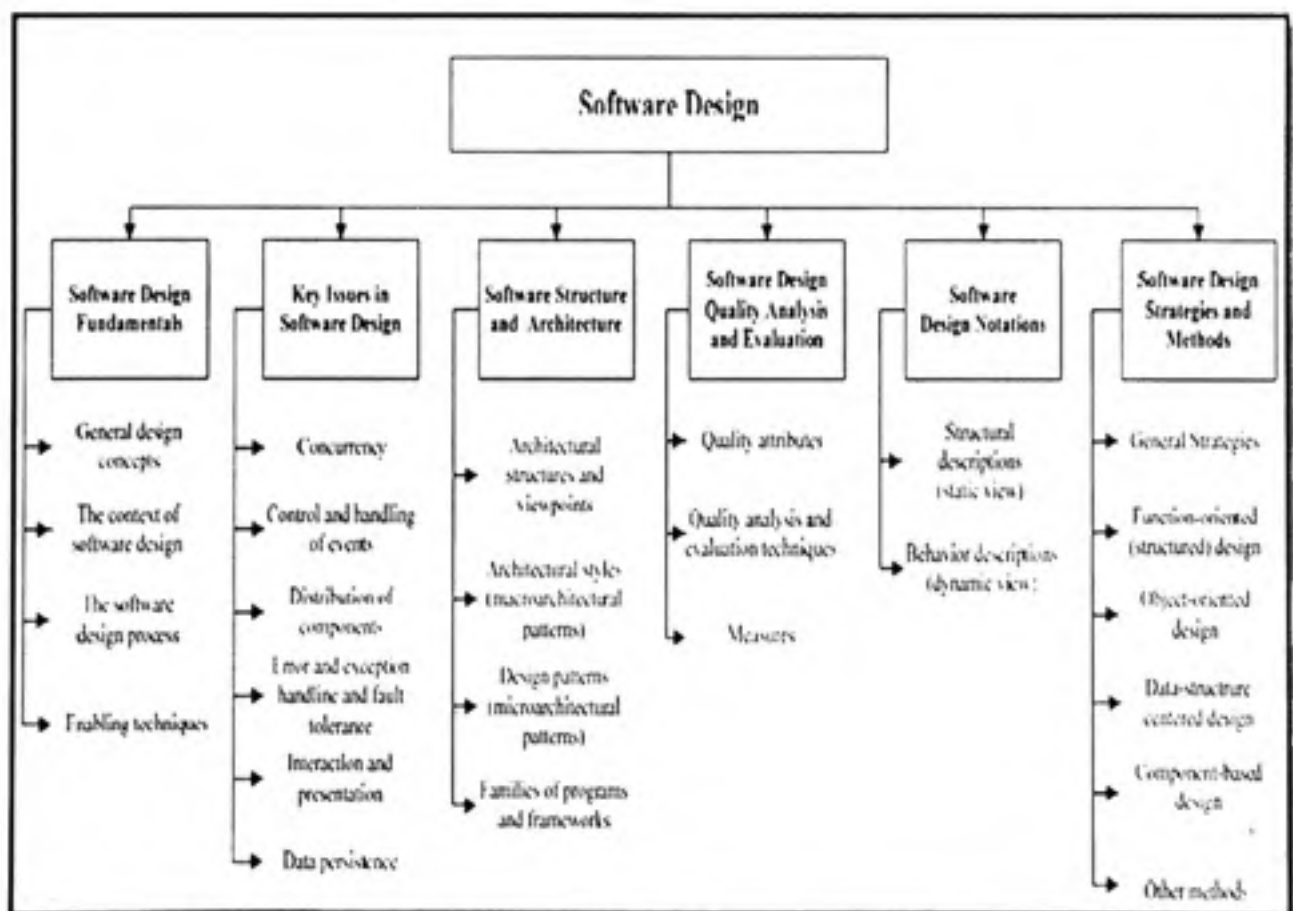 Software Design
Software Design
Fundamentals
General design
concepts
The context of
software design
The software
design process
Enabling techniques
Key Issues in
Software Design
Concurrency
Control and handling
of events
Distribution of
components
Error and exception
handling and fault
tolerance
Interaction and
presentation
Data persistence
Software Structure
and Architecture
Architectural
structures and
viewpoints
Architectural styles
(macroarchitectural
patterns)
Design patterns
(microarchitectural
patterns)
Families of programs
and frameworks
Software Design
Quality Analysis
and Evaluation
Quality attributes
Quality analysis and
evaluation techniques
Measures
Software
Design Notations
Structural
descriptions
(static view)
Behavior descriptions
(dynamic view)
Software Design
Strategies and
Methods
General Strategies
Function-oriented
(structured) design
Object-oriented
design
Data-structure
centered design
Component-based
design
Other methods